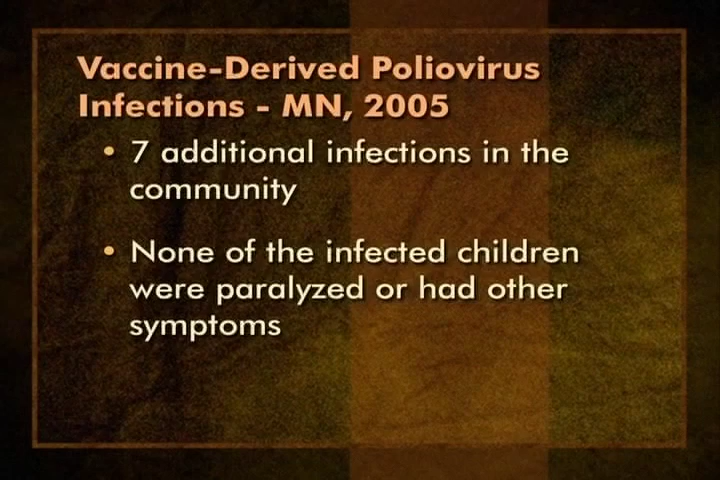 Vaccine-Derived Poliovirus
Infections - MN, 2005
• 7 additional infections in the
community
• None of the infected children
were paralyzed or had other
symptoms